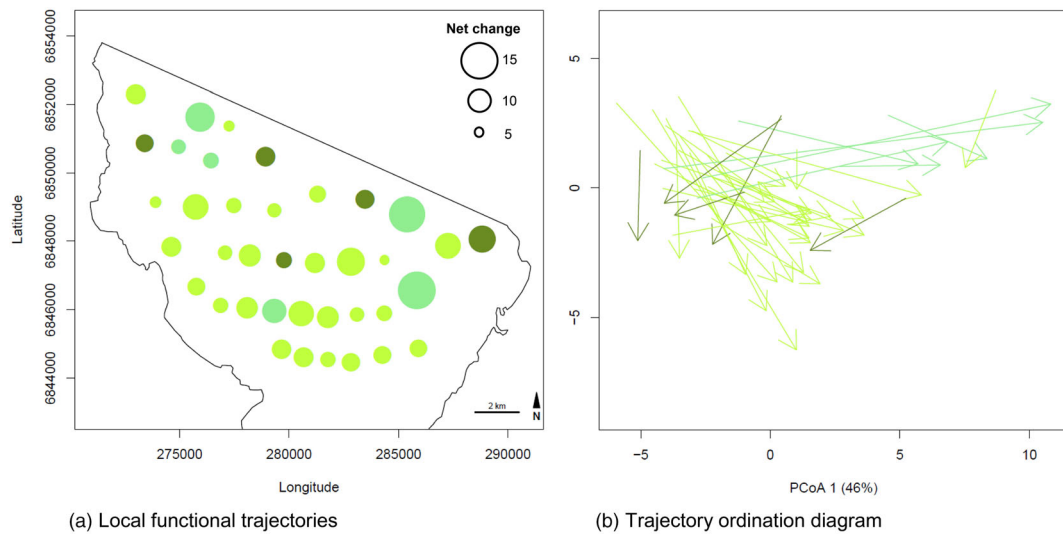 Net change
15
10
5
6854000
6852000
6850000
6848000
6846000
6844000
Latitude
2 km
N
275000
280000
285000
290000
Longitude
(a) Local functional trajectories
5
0
−5
−5
0
5
10
PCoA 1 (46%)
(b) Trajectory ordination diagram